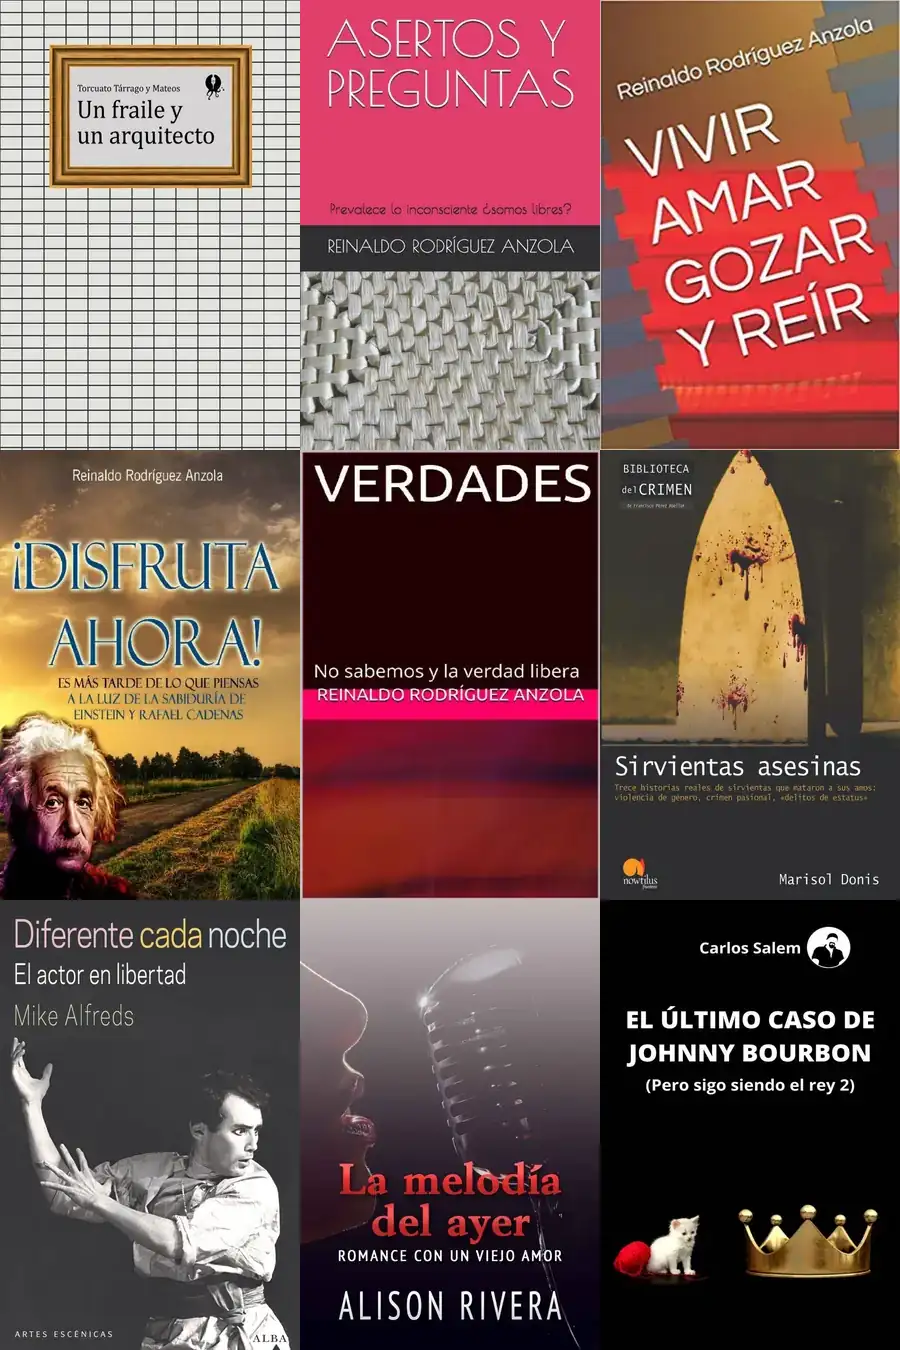 Torcuato Tárrago y Mateos
Un fraile y
un arquitecto
ASERTOS Y
PREGUNTAS
Prevalece lo inconsciente ¿somos libres?
REINALDO RODRÍGUEZ ANZOLA
Reinaldo Rodríguez Anzola
VIVIR
AMAR
GOZAR
Y REÍR
Reinaldo Rodríguez Anzola
¡DISFRUTA
AHORA!
ES MÁS TARDE DE LO QUE PIENSAS
A LA LUZ DE LA SABIDURÍA DE
EINSTEIN Y RAFAEL CADENAS
VERDADES
No sabemos y la verdad libera
REINALDO RODRÍGUEZ ANZOLA
BIBLIOTECA
del CRIMEN
Sirvientas asesinas
Trece historias reales de sirvientas que mataron a sus amos:
violencia de género, crimen pasional, «delitos de estatus»
nowtilus
Marisol Donis
Diferente cada noche
El actor en libertad
Mike Alfreds
ARTES ESCÉNICAS
ALBA
La melodía
del ayer
ROMANCE CON UN VIEJO AMOR
ALISON RIVERA
Carlos Salem
EL ÚLTIMO CASO DE
JOHNNY BOURBON
(Pero sigo siendo el rey 2)